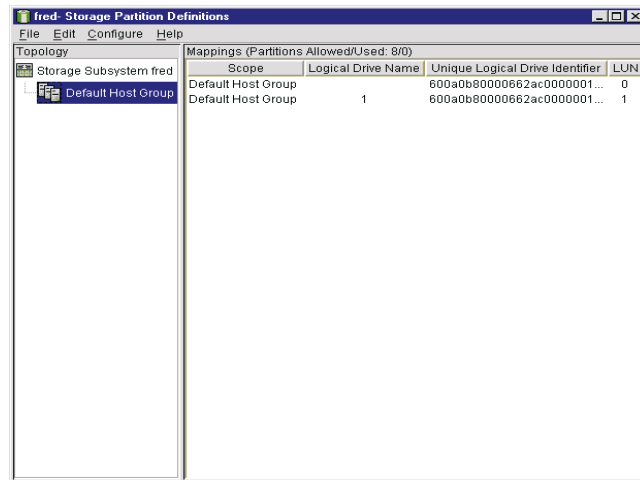 fred- Storage Partition Definitions
File Edit Configure Help
Topology
Mappings (Partitions Allowed/Used: 8/0)
Storage Subsystem fred
Default Host Group
Scope Logical Drive Name Unique Logical Drive Identifier LUN
Default Host Group 600a0b80000662ac0000001... 0
Default Host Group 1 600a0b80000662ac0000001... 1